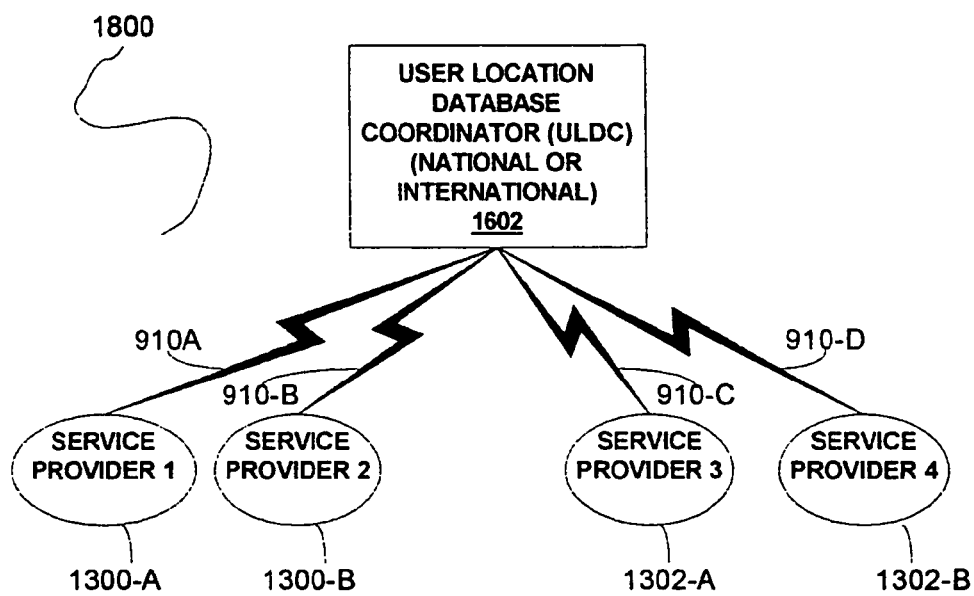 1800
USER LOCATION
DATABASE
COORDINATOR (ULDC)
(NATIONAL OR
INTERNATIONAL)
1602
910A
910-B
910-C
910-D
SERVICE
PROVIDER 1
SERVICE
PROVIDER 2
SERVICE
PROVIDER 3
SERVICE
PROVIDER 4
1300-A
1300-B
1302-A
1302-B